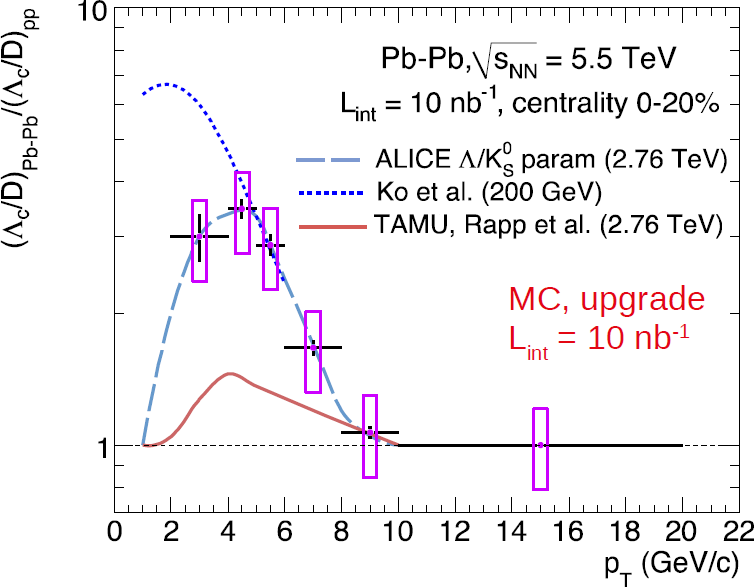 10
(Λc/D)Pb-Pb/(Λc/D)pp
Pb-Pb,√sNN = 5.5 TeV
Lint = 10 nb-1, centrality 0-20%
ALICE Λ/K0S param (2.76 TeV)
Ko et al. (200 GeV)
TAMU, Rapp et al. (2.76 TeV)
MC, upgrade
Lint = 10 nb-1
1
0 2 4 6 8 10 12 14 16 18 20 22
pT (GeV/c)